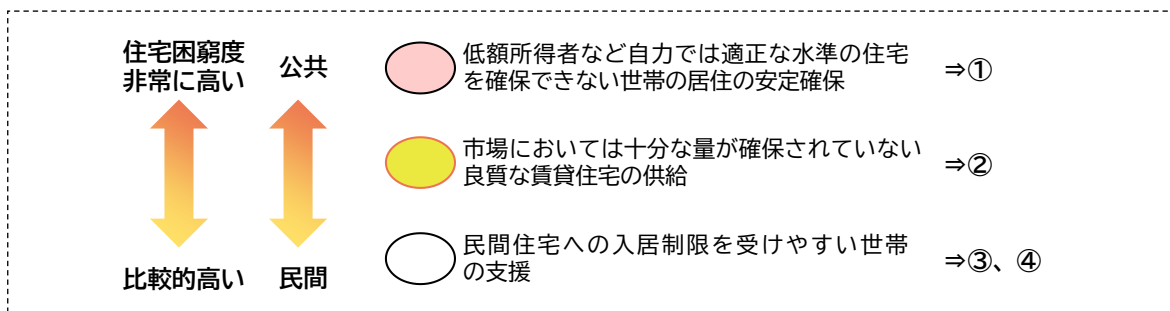 住宅困窮度
非常に高い
公共
低額所得者など自力では適正な水準の住宅
を確保できない世帯の居住の安定確保
⇒①
市場においては十分な量が確保されていない
良質な賃貸住宅の供給
⇒②
比較的高い
民間
民間住宅への入居制限を受けやすい世帯
の支援
⇒③、④